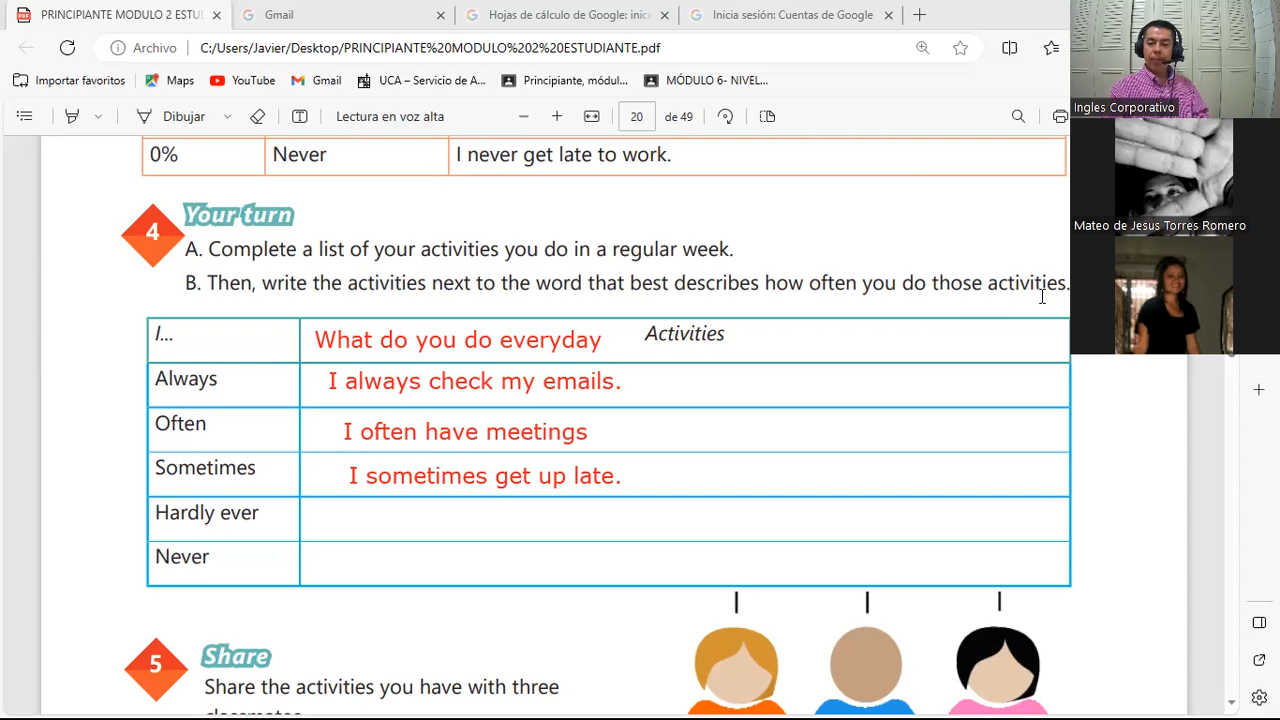 PRINCIPIANTE MODULO 2 ESTU
Gmail
Hojas de cálculo de Google: inic
Inicia sesión: Cuentas de Google
Archivo
C:/Users/Javier/Desktop/PRINCIPIANTE%20MODULO%202%20ESTUDIANTE.pdf
Importar favoritos
Maps
YouTube
Gmail
UCA – Servicio de A...
Principiante, módul...
MÓDULO 6- NIVEL...
Dibujar
Lectura en voz alta
20
de 49
Ingles Corporativo
Mateo de Jesus Torres Romero
0%
Never
I never get late to work.
4
Your turn
A. Complete a list of your activities you do in a regular week.
B. Then, write the activities next to the word that best describes how often you do those activities.
I...
What do you do everyday
Activities
Always
I always check my emails.
Often
I often have meetings
Sometimes
I sometimes get up late.
Hardly ever
Never
5
Share
Share the activities you have with three